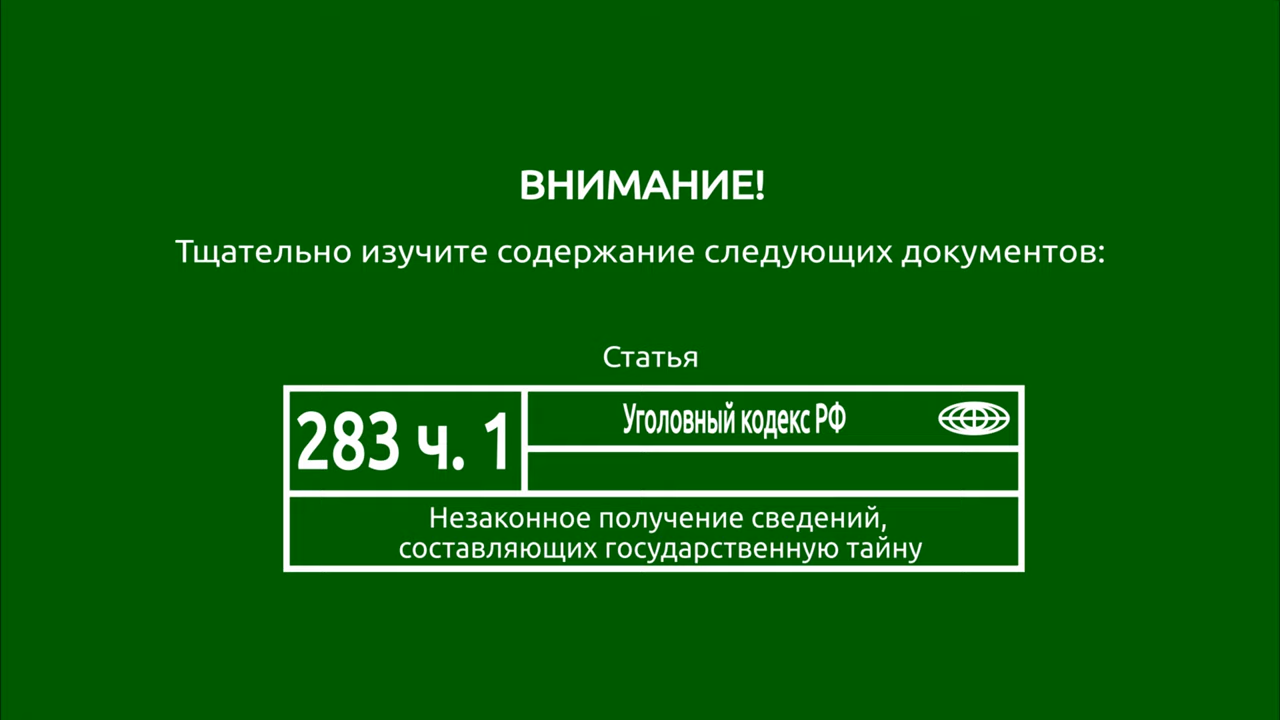 ВНИМАНИЕ!
Тщательно изучите содержание следующих документов:
Статья
283 ч. 1
Уголовный кодекс РФ
Незаконное получение сведений,
составляющих государственную тайну